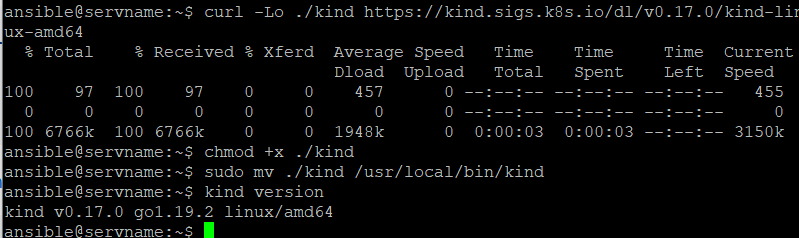 ansible@servname:~$ curl -Lo ./kind https://kind.sigs.k8s.io/dl/v0.17.0/kind-lin
ux-amd64
  % Total    % Received % Xferd  Average Speed   Time    Time     Time  Current
                                 Dload  Upload   Total   Spent    Left  Speed
100    97  100    97    0     0    457      0 --:--:-- --:--:-- --:--:--   455
  0     0    0     0    0     0      0      0 --:--:-- --:--:-- --:--:--     0
100 6766k  100 6766k    0     0  1948k      0  0:00:03  0:00:03 --:--:-- 3150k
ansible@servname:~$ chmod +x ./kind
ansible@servname:~$ sudo mv ./kind /usr/local/bin/kind
ansible@servname:~$ kind version
kind v0.17.0 go1.19.2 linux/amd64
ansible@servname:~$